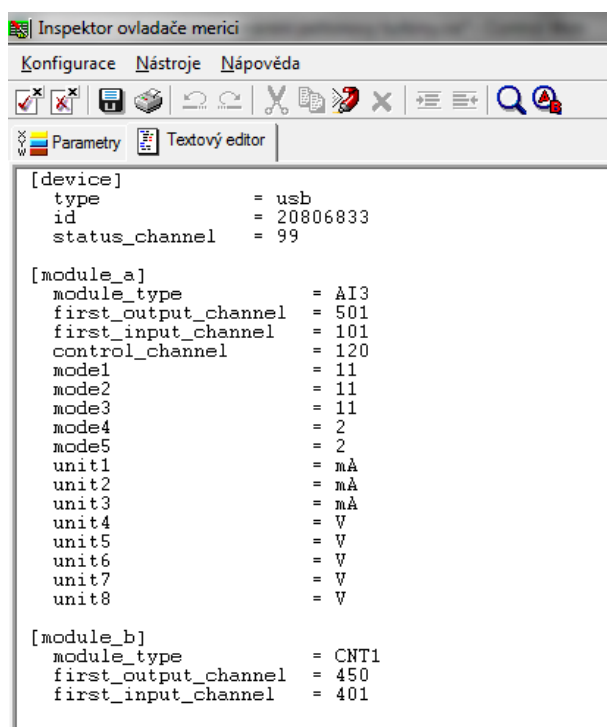 Inspektor ovladače merici
Konfigurace Nástroje Nápověda
Parametry Textový editor
[device]
type = usb
id = 20806833
status_channel = 99
[module_a]
module_type = AI3
first_output_channel = 501
first_input_channel = 101
control_channel = 120
mode1 = 11
mode2 = 11
mode3 = 11
mode4 = 2
mode5 = 2
unit1 = mA
unit2 = mA
unit3 = mA
unit4 = V
unit5 = V
unit6 = V
unit7 = V
unit8 = V
[module_b]
module_type = CNT1
first_output_channel = 450
first_input_channel = 401